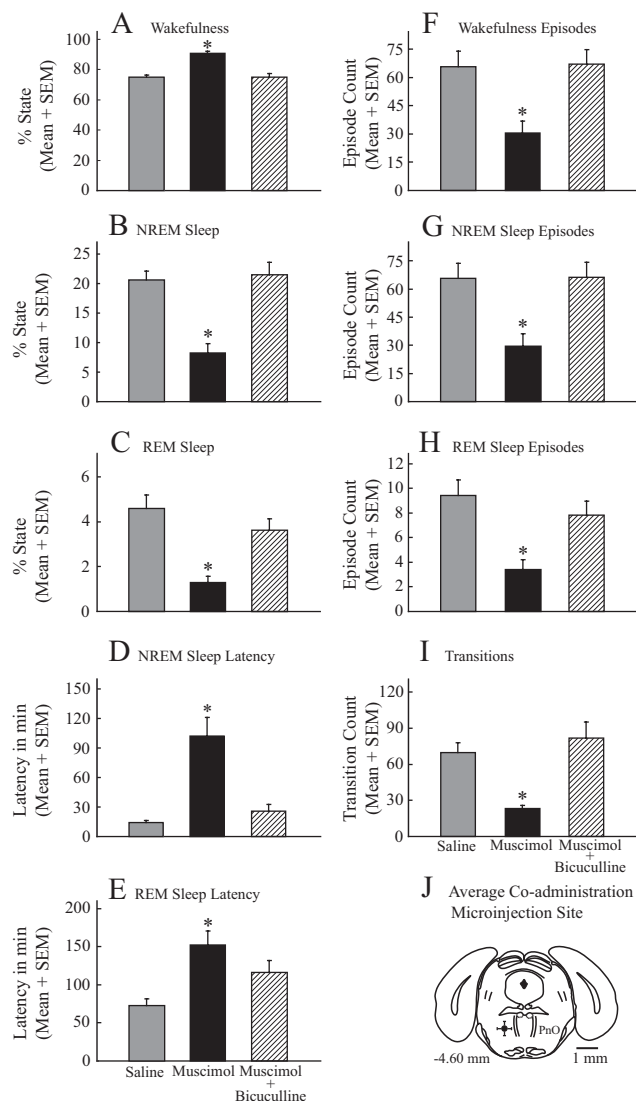 A Wakefulness
% State
(Mean + SEM)
100
80
60
40
20
0
*
B NREM Sleep
% State
(Mean + SEM)
25
20
15
10
5
0
*
C REM Sleep
% State
(Mean + SEM)
6
4
2
0
*
D NREM Sleep Latency
Latency in min
(Mean + SEM)
150
120
90
60
30
0
*
E REM Sleep Latency
Latency in min
(Mean + SEM)
200
150
100
50
0
*
Saline
Muscimol
Muscimol
+
Bicuculline
F Wakefulness Episodes
Episode Count
(Mean + SEM)
75
60
45
30
15
0
*
G NREM Sleep Episodes
Episode Count
(Mean + SEM)
75
60
45
30
15
0
*
H REM Sleep Episodes
Episode Count
(Mean + SEM)
12
10
8
6
4
2
0
*
I Transitions
Transition Count
(Mean + SEM)
120
90
60
30
0
*
Saline
Muscimol
Muscimol
+
Bicuculline
J Average Co-administration
Microinjection Site
PnO
-4.60 mm
1 mm